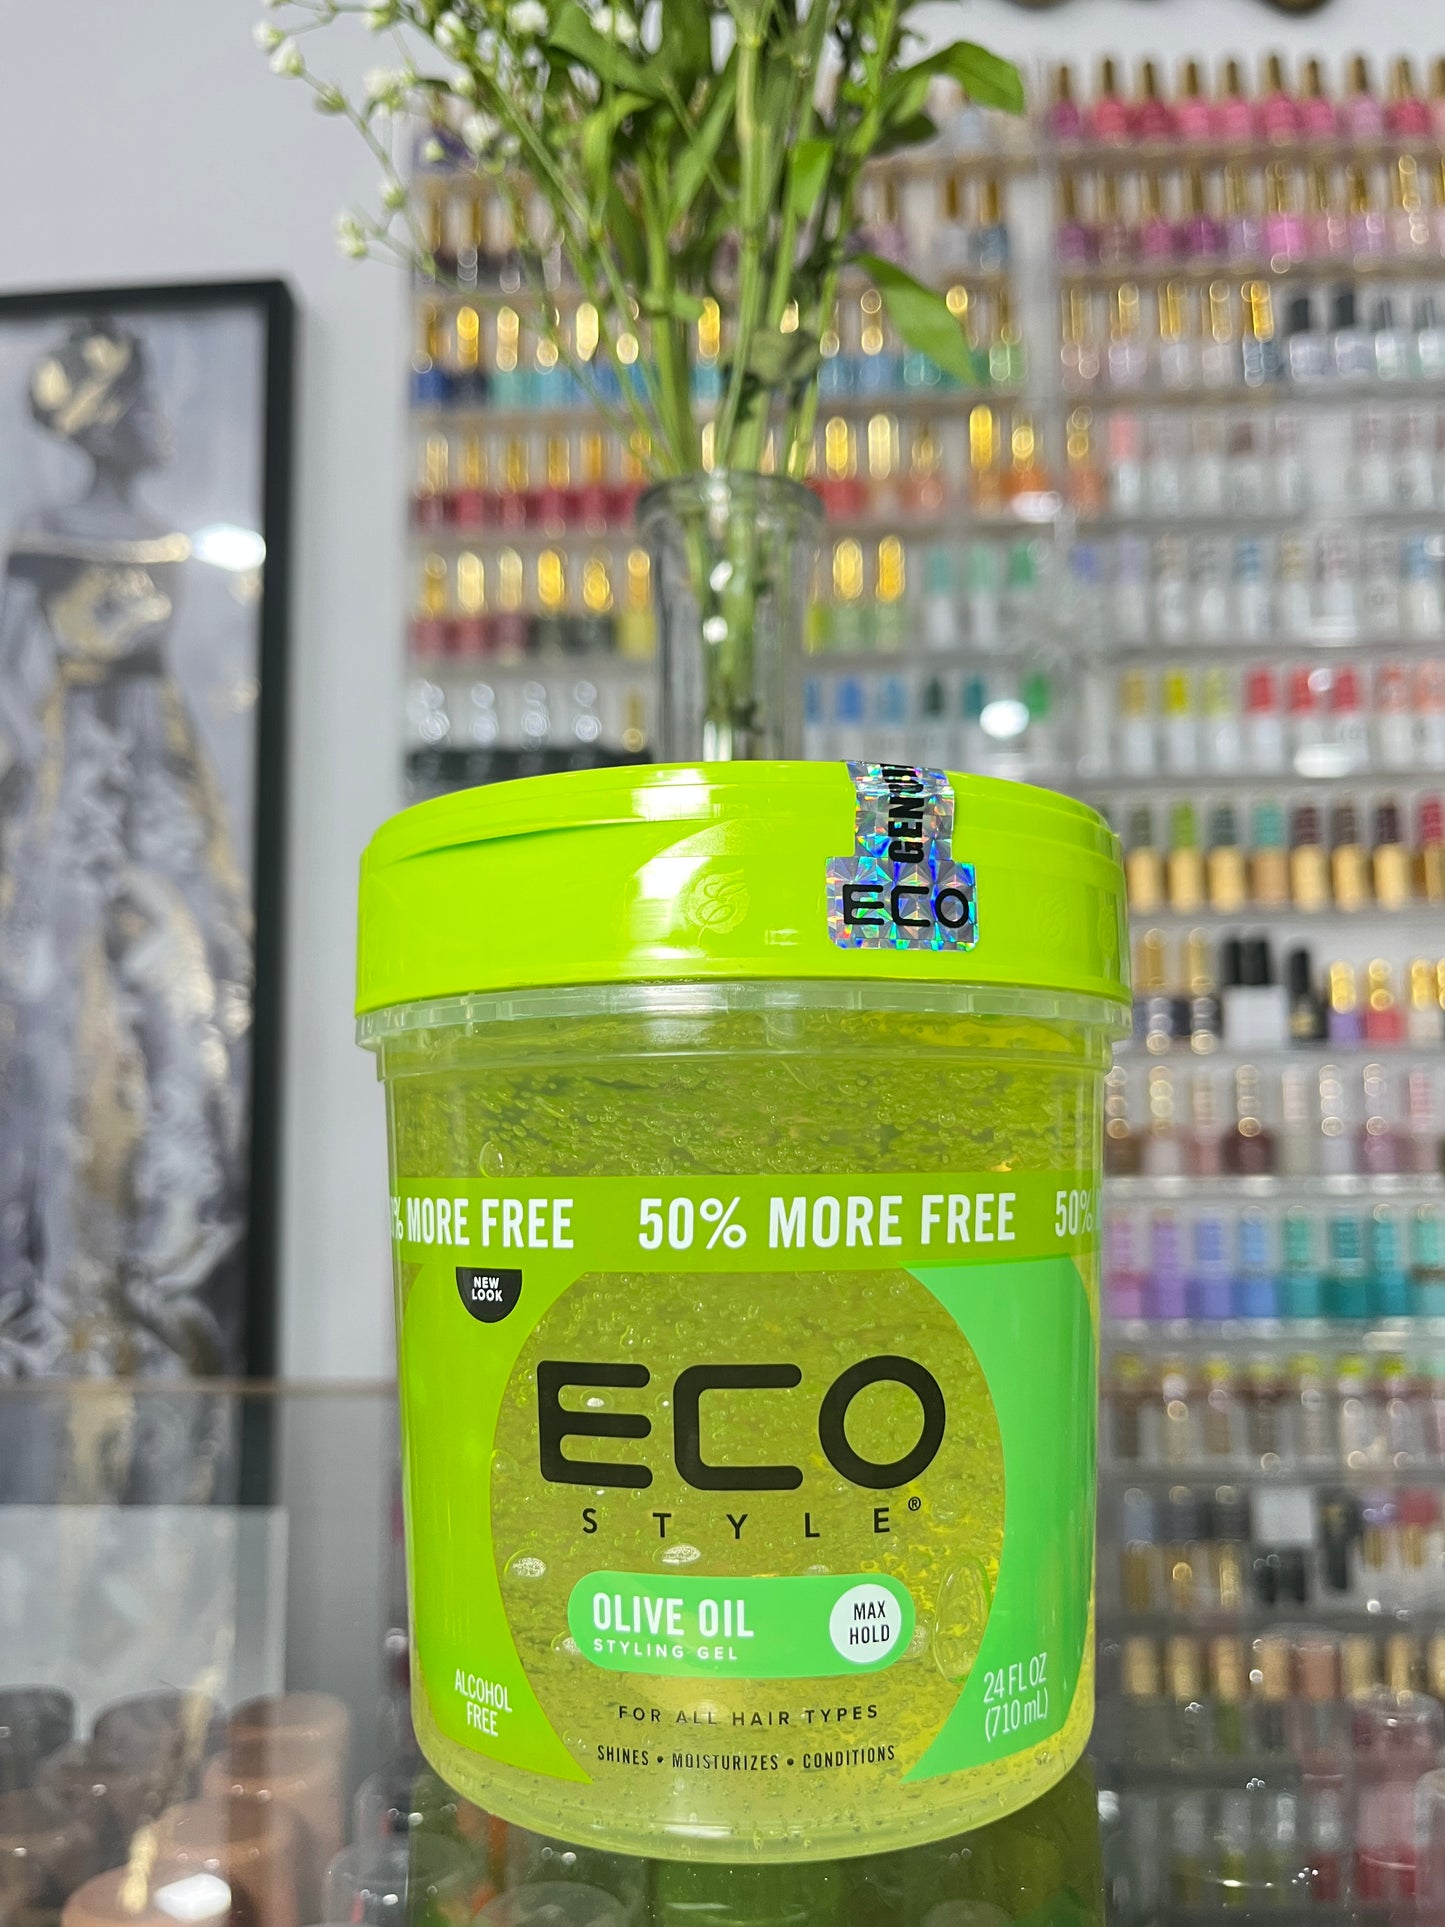 GENUI
ECO
% MORE FREE 50% MORE FREE 50%
NEW
LOOK
ECO
STYLE®
OLIVE OIL
STYLING GEL
MAX
HOLD
ALCOHOL
FREE
24 FL OZ
(710 mL)
FOR ALL HAIR TYPES
SHINES • MOISTURIZES • CONDITIONS